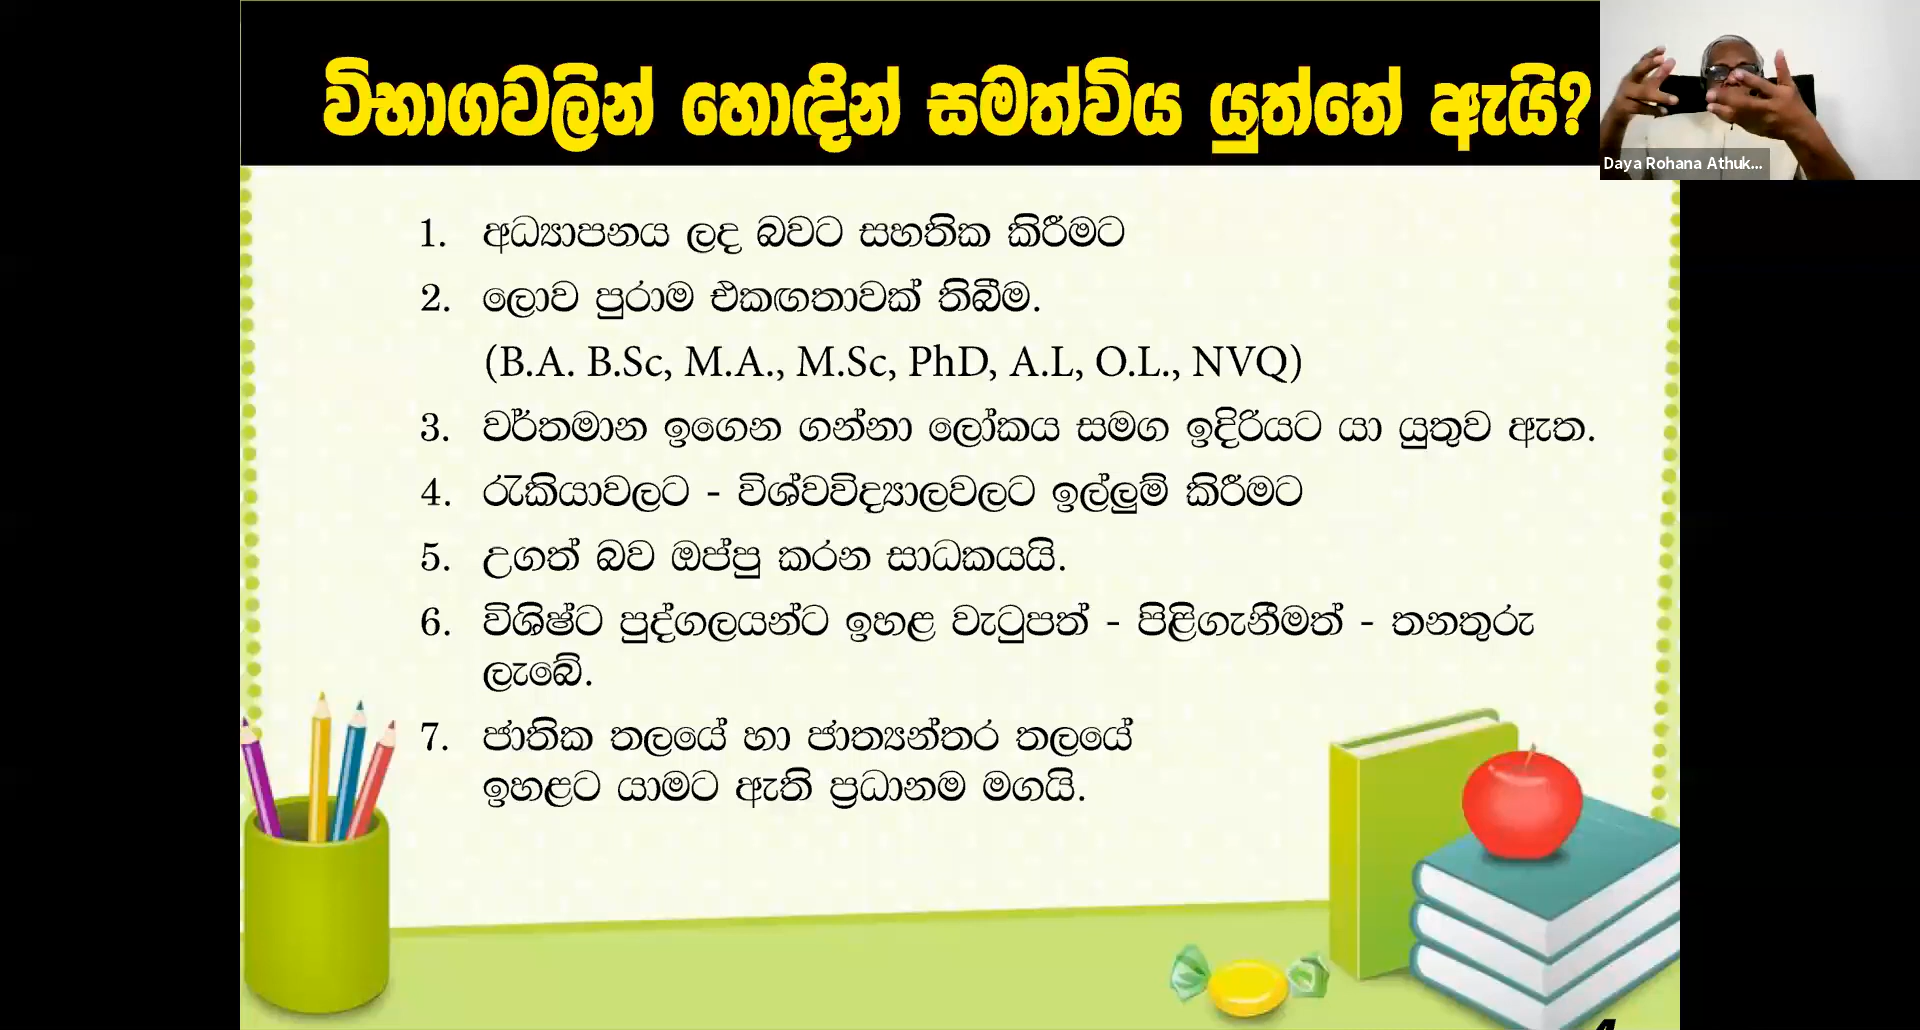 විභාගවලින් හොඳින් සමත්විය යුත්තේ ඇයි?
Daya Rohana Athuk...
1. අධ්‍යාපනය ලද බවට සහතික කිරීමට
2. ලොව පුරාම එකඟතාවක් තිබීම.
(B.A. B.Sc, M.A., M.Sc, PhD, A.L, O.L., NVQ)
3. වර්තමාන ඉගෙන ගන්නා ලෝකය සමග ඉදිරියට යා යුතුව ඇත.
4. රැකියාවලට - විශ්වවිද්‍යාලවලට ඉල්ලුම් කිරීමට
5. උගත් බව ඔප්පු කරන සාධකයයි.
6. විශිෂ්ට පුද්ගලයන්ට ඉහළ වැටුපත් - පිළිගැනීමත් - තනතුරු
ලැබේ.
7. ජාතික තලයේ හා ජාත්‍යන්තර තලයේ
ඉහළට යාමට ඇති ප්‍රධානම මගයි.